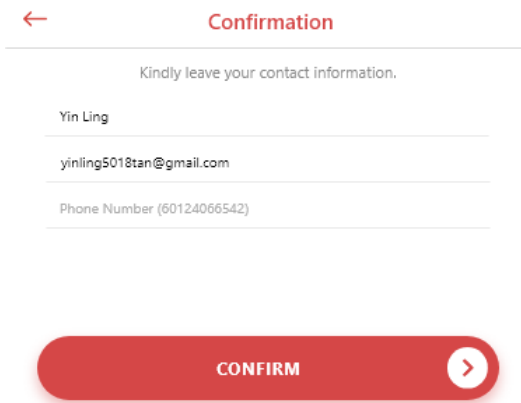 Confirmation
Kindly leave your contact information.
Yin Ling
yinling5018tan@gmail.com
Phone Number (60124066542)
CONFIRM